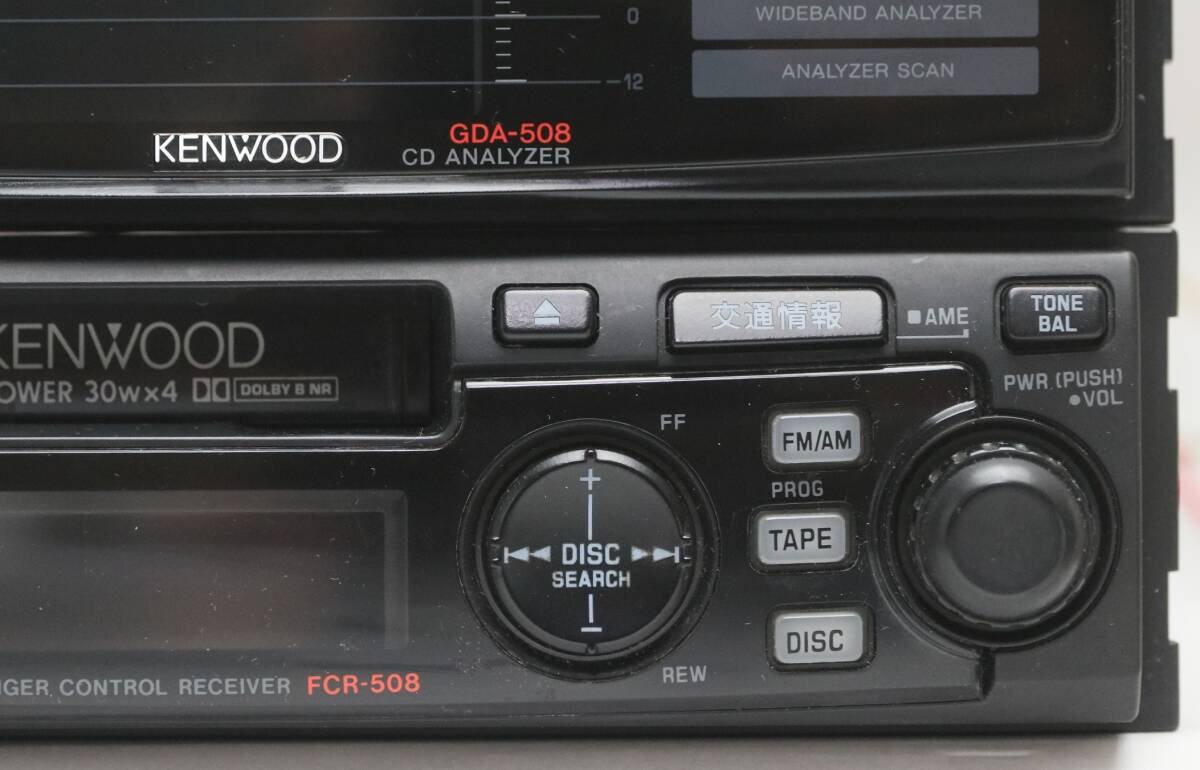 0
WIDEBAND ANALYZER
-12
ANALYZER SCAN
KENWOOD
GDA-508
CD ANALYZER
交通情報
AME
TONE
BAL
KENWOOD
30W×4 DOLBY B NR
PWR (PUSH)
VOL
FF
FM/AM
PROG
TAPE
+
DISC
SEARCH
−
DISC
REW
CONTROL RECEIVER FCR-508